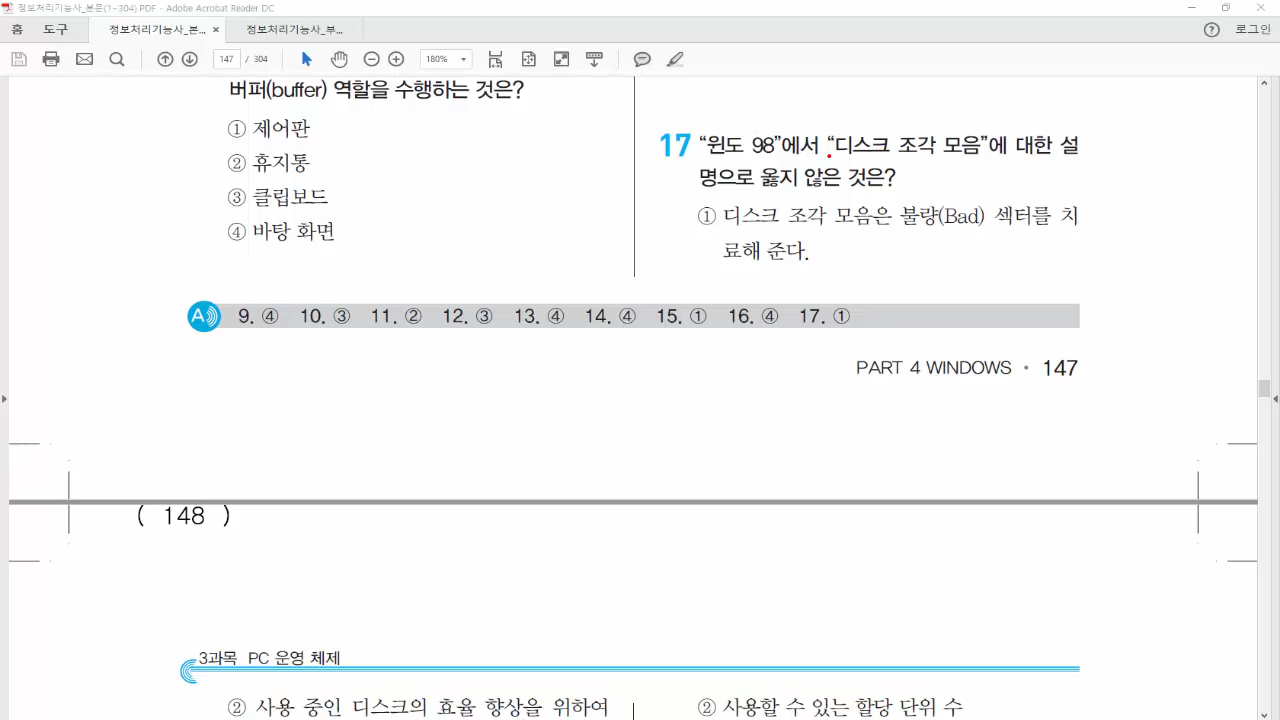 정보처리기능사_본문(1-304) PDF - Adobe Acrobat Reader DC
홈 도구 정보처리기능사_본... × 정보처리기능사_부... 로그인
147 / 304 180%
버퍼(buffer) 역할을 수행하는 것은?
① 제어판
② 휴지통
③ 클립보드
④ 바탕 화면
17 “윈도 98”에서 “디스크 조각 모음”에 대한 설
명으로 옳지 않은 것은?
① 디스크 조각 모음은 불량(Bad) 섹터를 치
료해 준다.
A 9. ④ 10. ③ 11. ② 12. ③ 13. ④ 14. ④ 15. ① 16. ④ 17. ①
PART 4 WINDOWS • 147
( 148 )
3과목 PC 운영 체제
② 사용 중인 디스크의 효율 향상을 위하여
② 사용할 수 있는 할당 단위 수